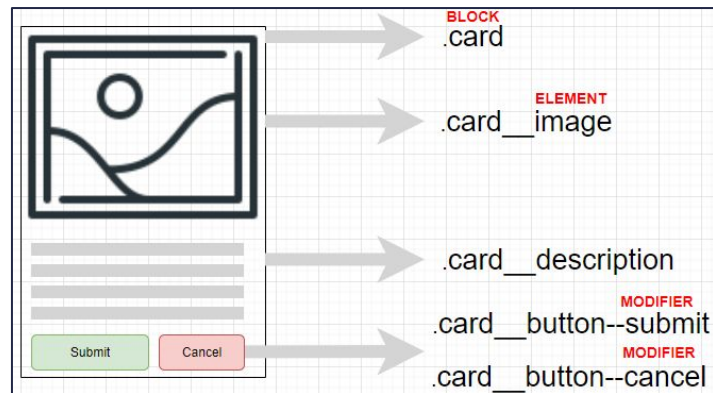 BLOCK
.card
ELEMENT
.card__image
.card__description
MODIFIER
.card__button--submit
MODIFIER
.card__button--cancel
Submit
Cancel